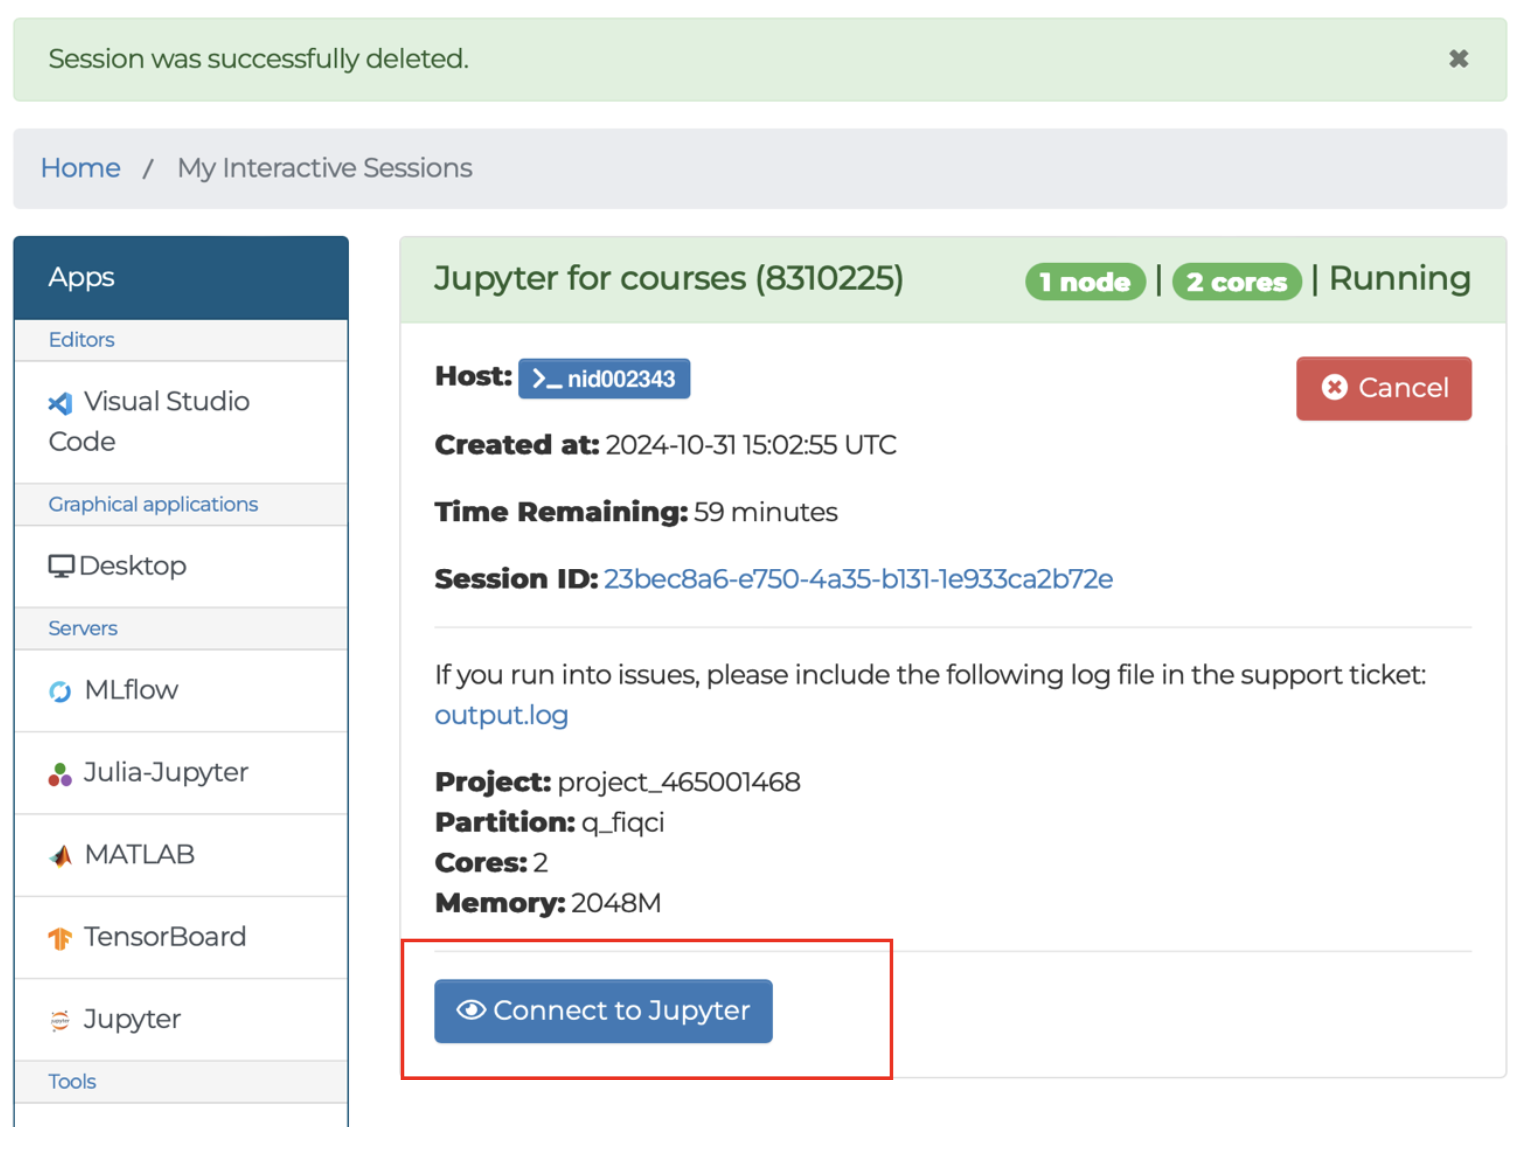 Session was successfully deleted.
✖
Home / My Interactive Sessions
Apps
Editors
Visual Studio
Code
Graphical applications
Desktop
Servers
MLflow
Julia-Jupyter
MATLAB
TensorBoard
Jupyter
Tools
Jupyter for courses (8310225)
1 node | 2 cores | Running
Host: >_ nid002343
Cancel
Created at: 2024-10-31 15:02:55 UTC
Time Remaining: 59 minutes
Session ID: 23bec8a6-e750-4a35-b131-1e933ca2b72e
If you run into issues, please include the following log file in the support ticket:
output.log
Project: project_465001468
Partition: q_fiqci
Cores: 2
Memory: 2048M
Connect to Jupyter